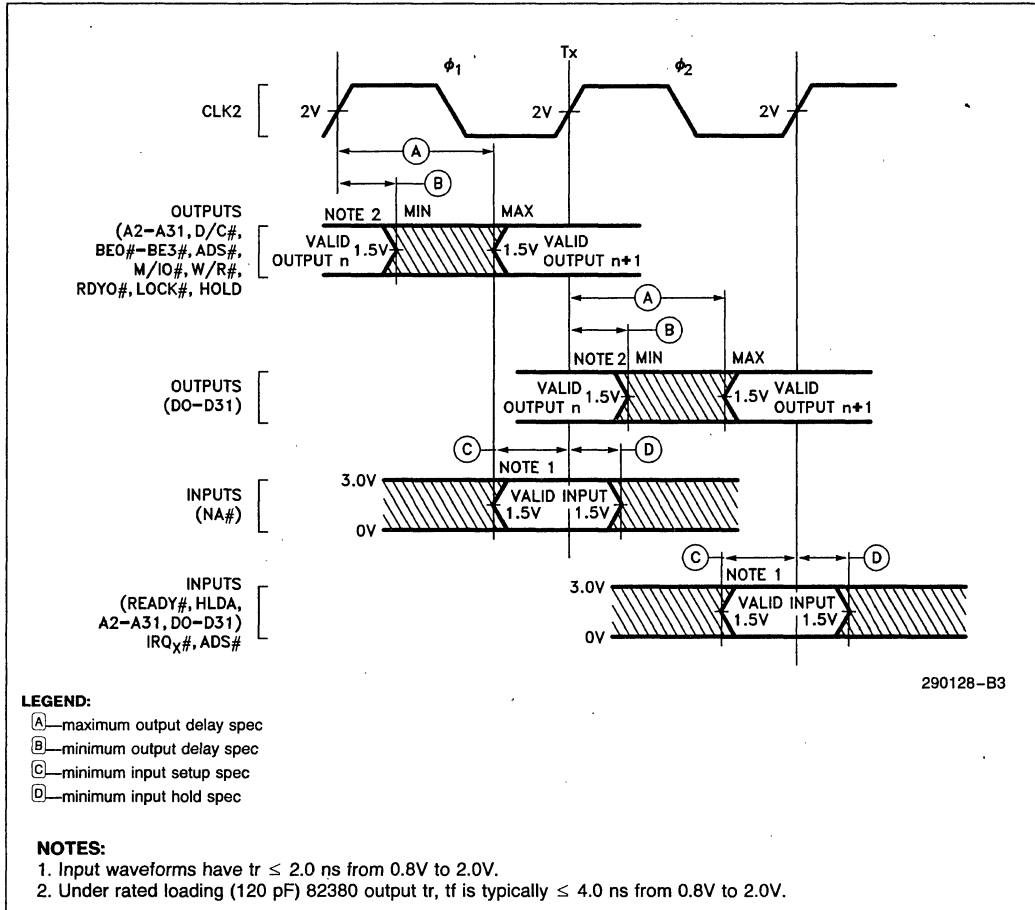 Tx
ϕ1 ϕ2
CLK2 2V 2V 2V
A
B
OUTPUTS
(A2–A31, D/C#,
BE0#–BE3#, ADS#,
M/IO#, W/R#,
RDYO#, LOCK#, HOLD
NOTE 2 MIN MAX
VALID OUTPUT n 1.5V 1.5V VALID OUTPUT n+1
A
B
OUTPUTS
(D0–D31)
NOTE 2 MIN MAX
VALID OUTPUT n 1.5V 1.5V VALID OUTPUT n+1
C D
INPUTS
(NA#)
NOTE 1
3.0V
VALID INPUT
1.5V 1.5V
0V
C D
INPUTS
(READY#, HLDA,
A2–A31, D0–D31)
IRQX#, ADS#
NOTE 1
3.0V
VALID INPUT
1.5V 1.5V
0V
290128–B3
LEGEND:
A—maximum output delay spec
B—minimum output delay spec
C—minimum input setup spec
D—minimum input hold spec
NOTES:
1. Input waveforms have tr ≤ 2.0 ns from 0.8V to 2.0V.
2. Under rated loading (120 pF) 82380 output tr, tf is typically ≤ 4.0 ns from 0.8V to 2.0V.